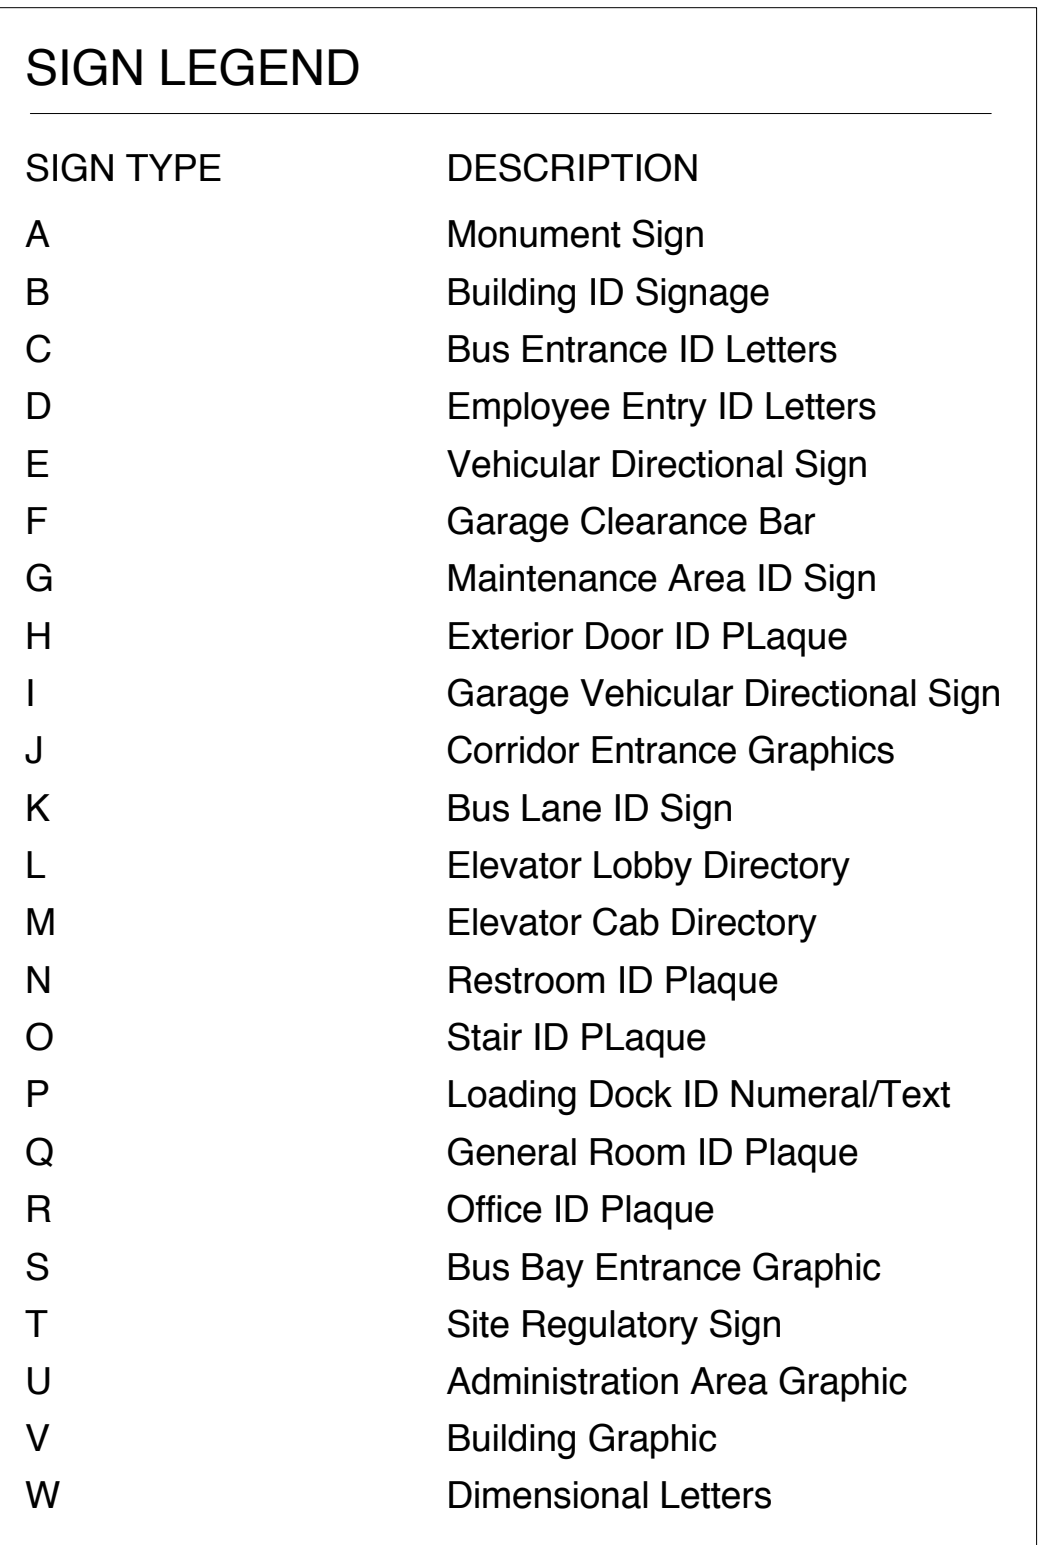 SIGN LEGEND
SIGN TYPE DESCRIPTION
A Monument Sign
B Building ID Signage
C Bus Entrance ID Letters
D Employee Entry ID Letters
E Vehicular Directional Sign
F Garage Clearance Bar
G Maintenance Area ID Sign
H Exterior Door ID PLaque
I Garage Vehicular Directional Sign
J Corridor Entrance Graphics
K Bus Lane ID Sign
L Elevator Lobby Directory
M Elevator Cab Directory
N Restroom ID Plaque
O Stair ID PLaque
P Loading Dock ID Numeral/Text
Q General Room ID Plaque
R Office ID Plaque
S Bus Bay Entrance Graphic
T Site Regulatory Sign
U Administration Area Graphic
V Building Graphic
W Dimensional Letters